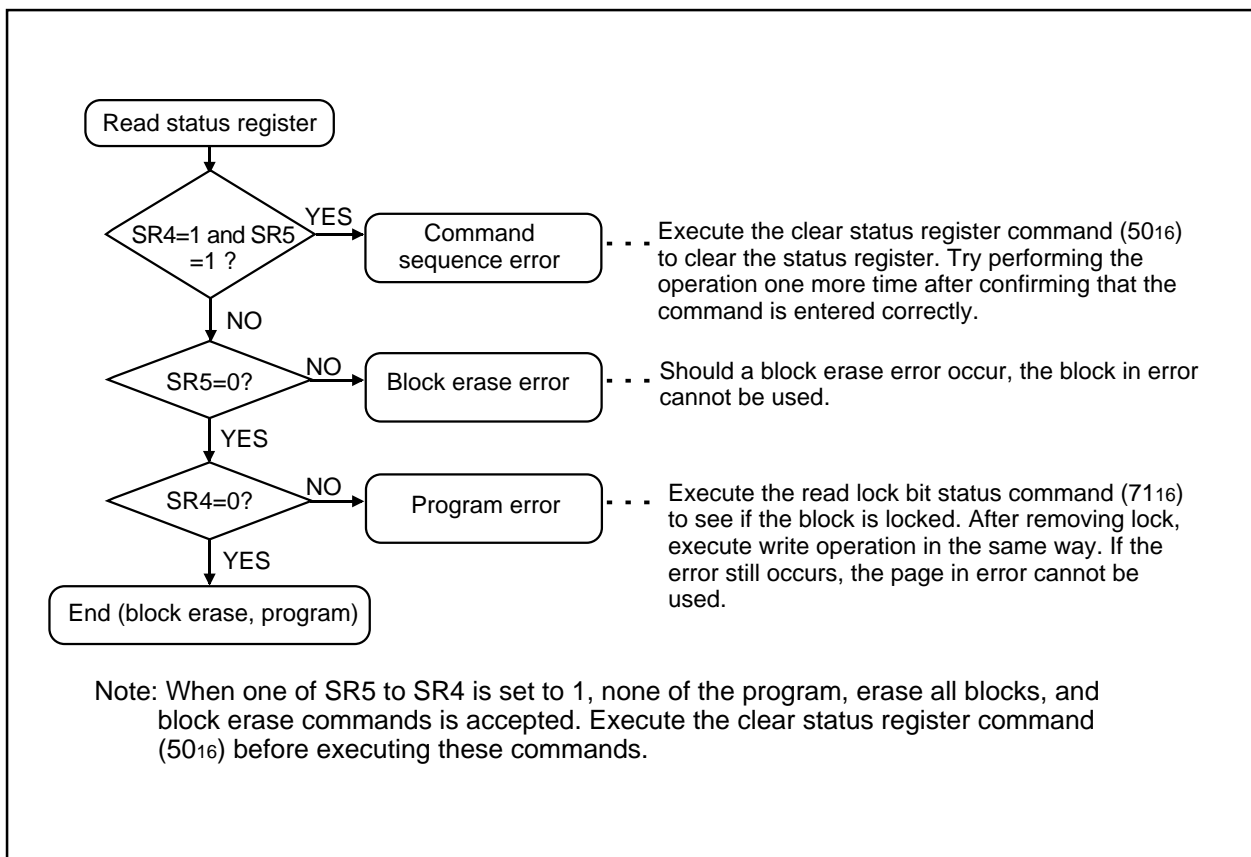 Read status register
SR4=1 and SR5
=1 ?
YES
Command
sequence error
Execute the clear status register command (5016)
to clear the status register. Try performing the
operation one more time after confirming that the
command is entered correctly.
NO
SR5=0?
NO
Block erase error
Should a block erase error occur, the block in error
cannot be used.
YES
SR4=0?
NO
Program error
Execute the read lock bit status command (7116)
to see if the block is locked. After removing lock,
execute write operation in the same way. If the
error still occurs, the page in error cannot be
used.
YES
End (block erase, program)
Note: When one of SR5 to SR4 is set to 1, none of the program, erase all blocks, and
block erase commands is accepted. Execute the clear status register command
(5016) before executing these commands.